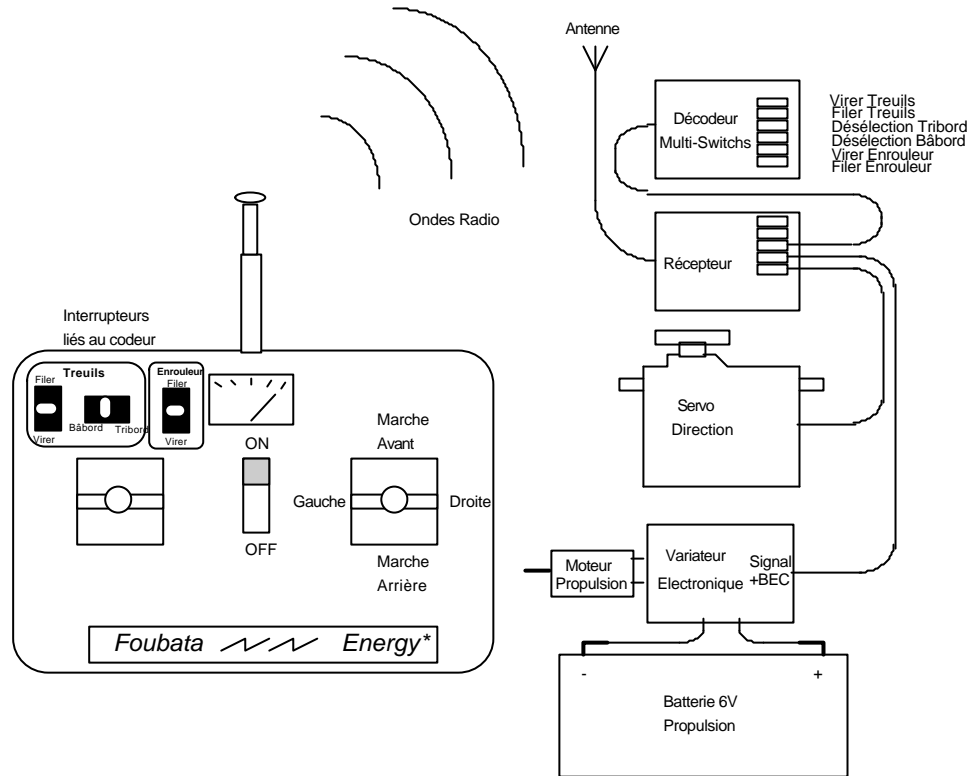 Antenne
Décodeur
Multi-Switchs
Virer Treuils
Filer Treuils
Désélection Tribord
Désélection Bâbord
Virer Enrouleur
Filer Enrouleur
Ondes Radio
Récepteur
Interrupteurs
liés au codeur
Treuils
Filer
Bâbord
Tribord
Virer
Enrouleur
Filer
Virer
ON
OFF
Marche
Avant
Gauche
Droite
Marche
Arrière
Servo
Direction
Moteur
Propulsion
Variateur
Electronique
Signal
+BEC
Foubata Energy*
- +
Batterie 6V
Propulsion